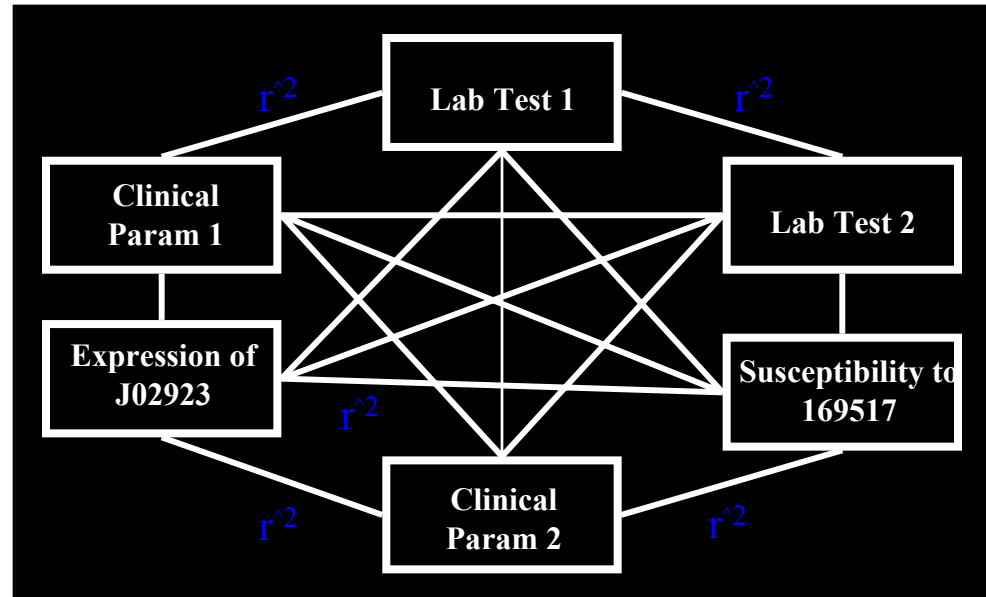 Lab Test 1
r^2
r^2
Clinical
Param 1
Lab Test 2
Expression of
J02923
Susceptibility to
169517
r^2
Clinical
Param 2
r^2
r^2